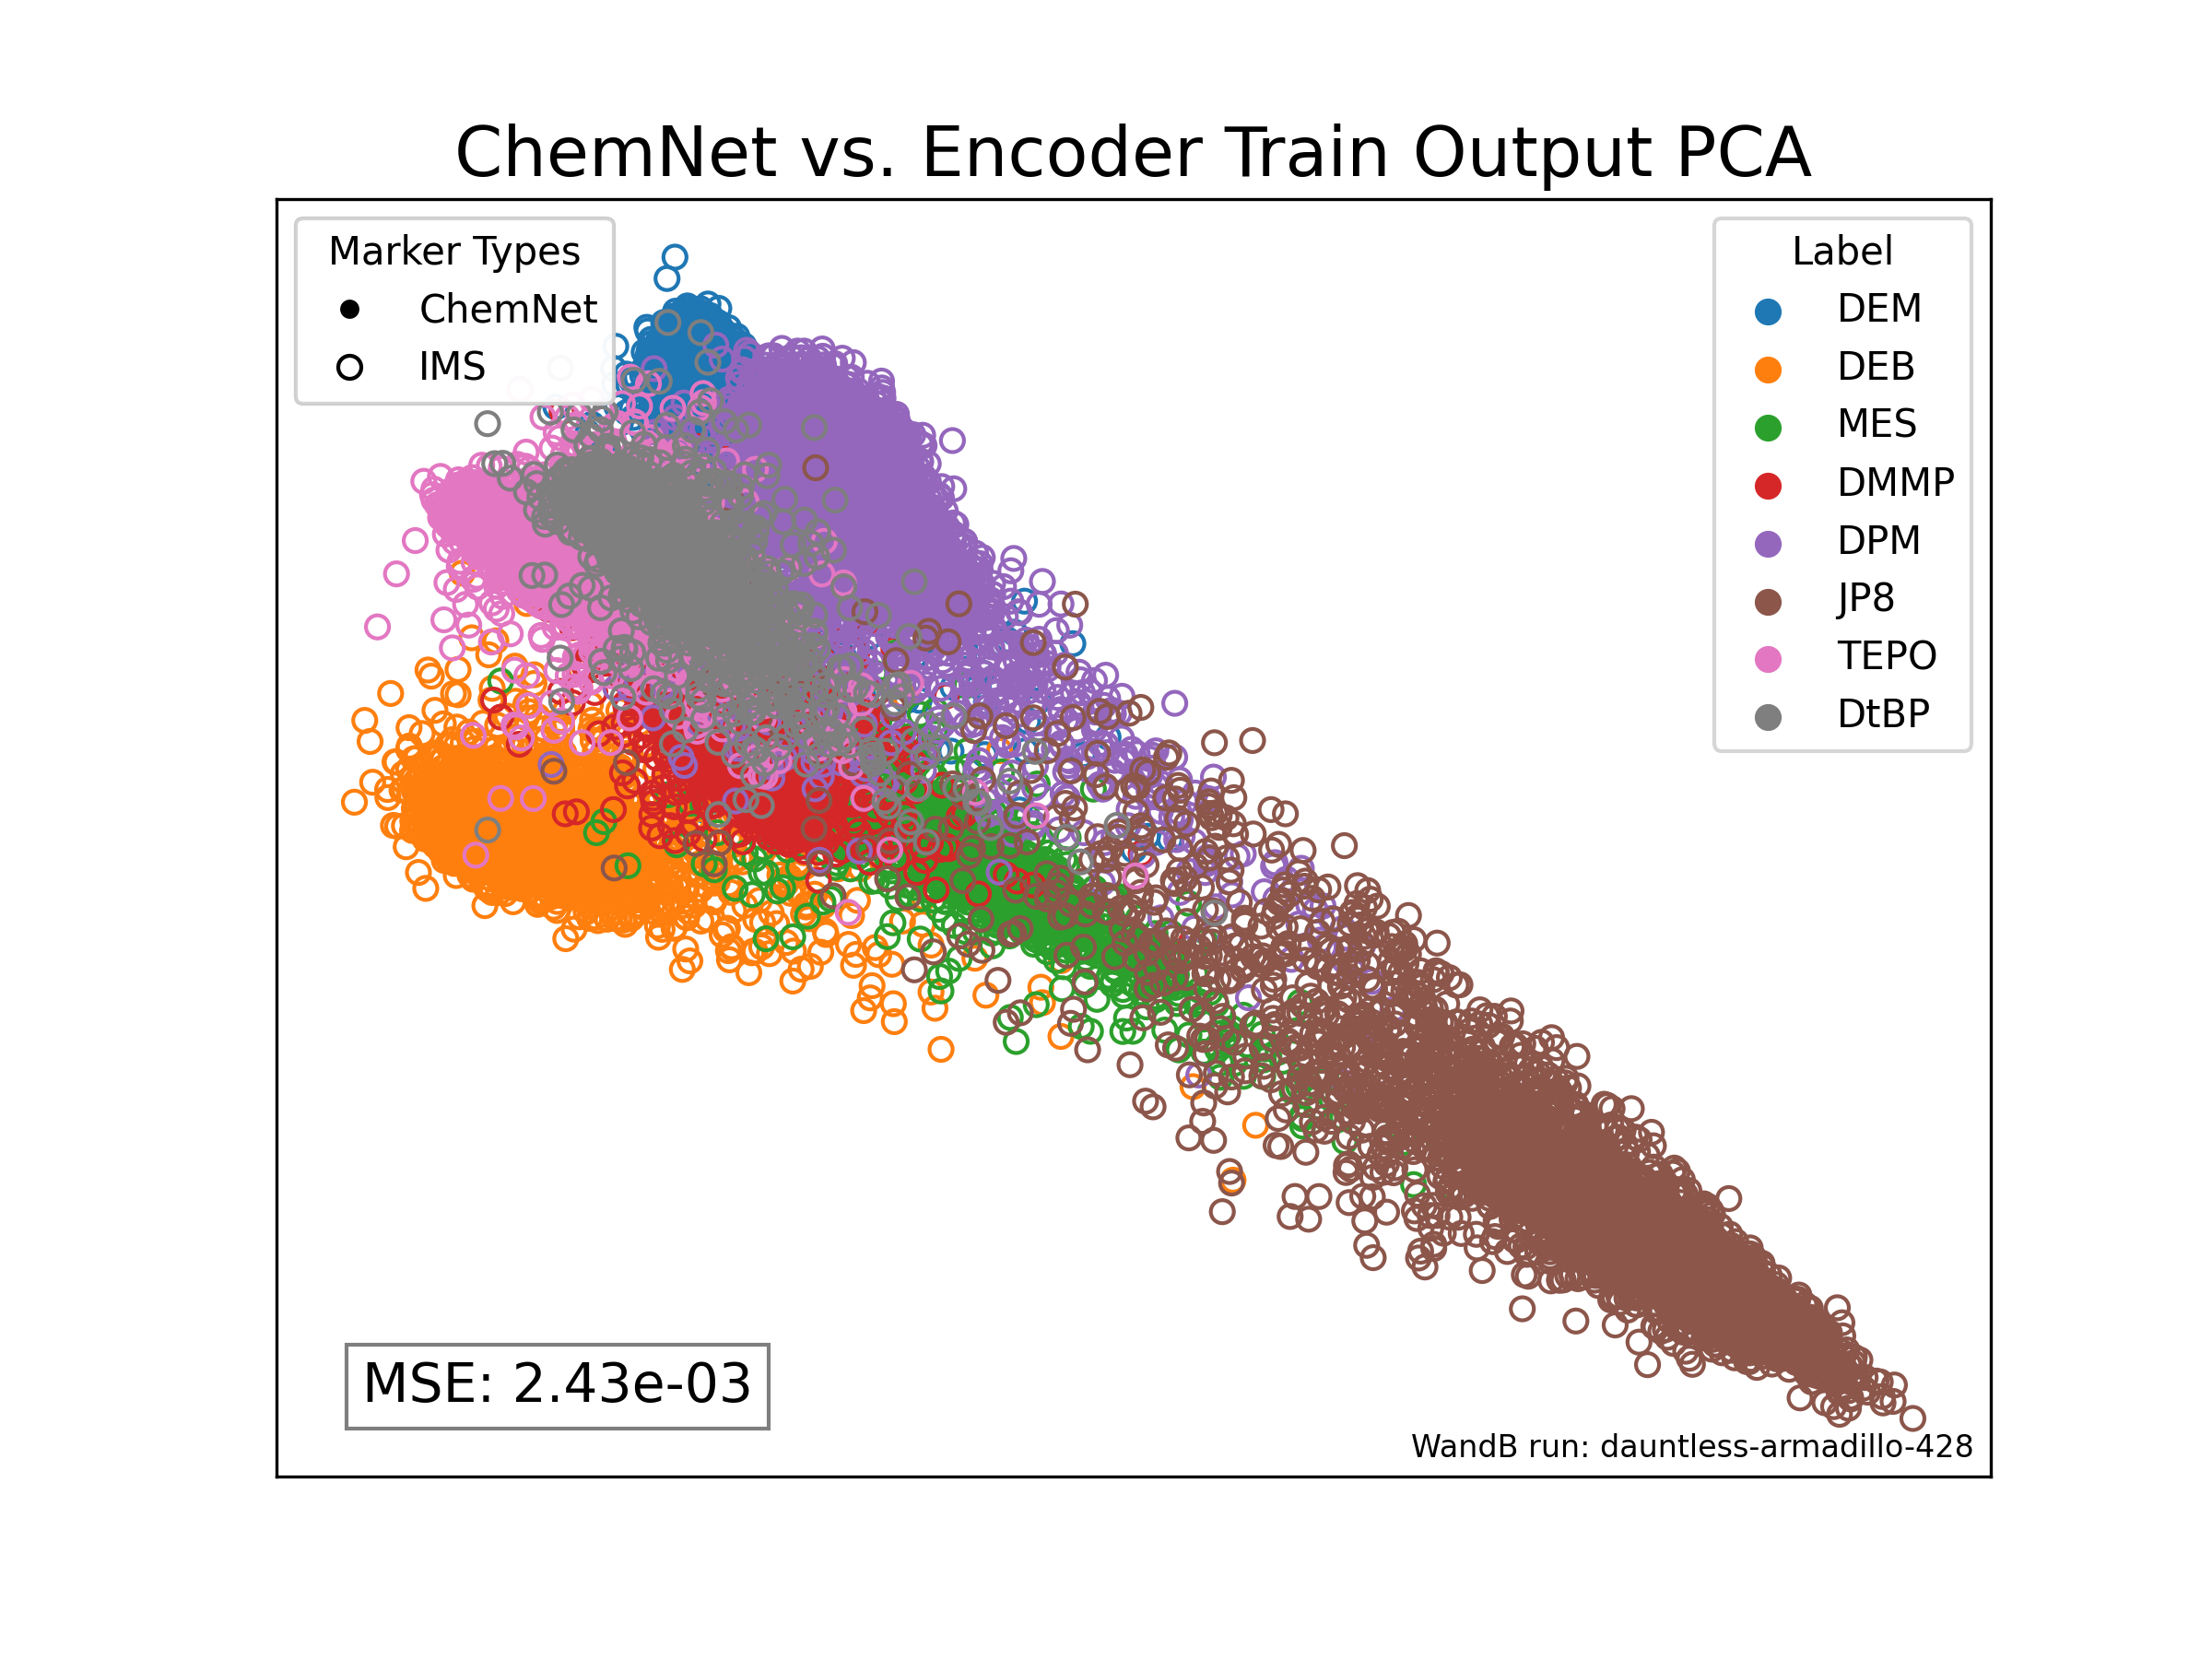 ChemNet vs. Encoder Train Output PCA
Marker Types
ChemNet
IMS
Label
DEM
DEB
MES
DMMP
DPM
JP8
TEPO
DtBP
MSE: 2.43e-03
WandB run: dauntless-armadillo-428